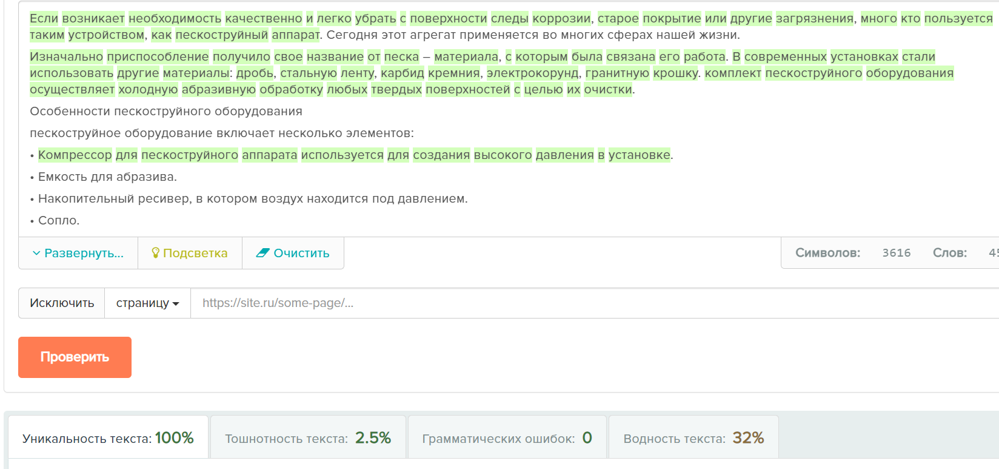 Если возникает необходимость качественно и легко убрать с поверхности следы коррозии, старое покрытие или другие загрязнения, много кто пользуется
таким устройством, как пескоструйный аппарат. Сегодня этот агрегат применяется во многих сферах нашей жизни.
Изначально приспособление получило свое название от песка – материала, с которым была связана его работа. В современных установках стали
использовать другие материалы: дробь, стальную ленту, карбид кремния, электрокорунд, гранитную крошку. комплект пескоструйного оборудования
осуществляет холодную абразивную обработку любых твердых поверхностей с целью их очистки.
Особенности пескоструйного оборудования
пескоструйное оборудование включает несколько элементов:
• Компрессор для пескоструйного аппарата используется для создания высокого давления в установке.
• Емкость для абразива.
• Накопительный ресивер, в котором воздух находится под давлением.
• Сопло.
Развернуть... Подсветка Очистить Символов: 3616 Слов:
Исключить страницу https://site.ru/some-page/...
Проверить
Уникальность текста: 100% Тошнотность текста: 2.5% Грамматических ошибок: 0 Водность текста: 32%